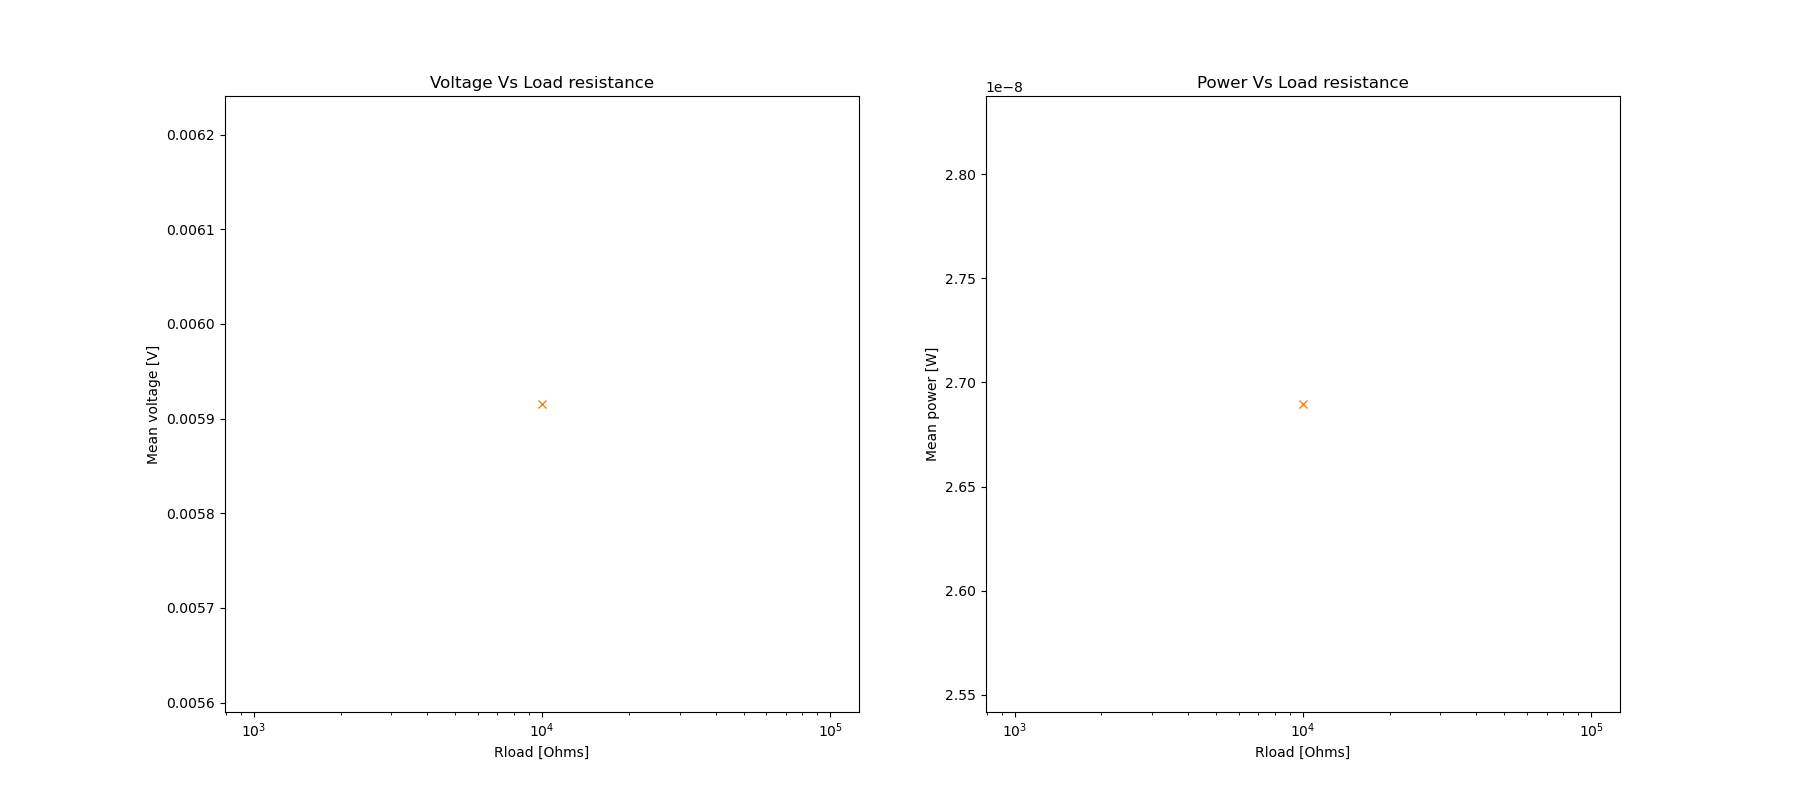 Voltage Vs Load resistance
0.0062
0.0061
0.0060
0.0059
0.0058
0.0057
0.0056
Mean voltage [V]
10³ 10⁴ 10⁵
Rload [Ohms]
Power Vs Load resistance
1e−8
2.80
2.75
2.70
2.65
2.60
2.55
Mean power [W]
10³ 10⁴ 10⁵
Rload [Ohms]